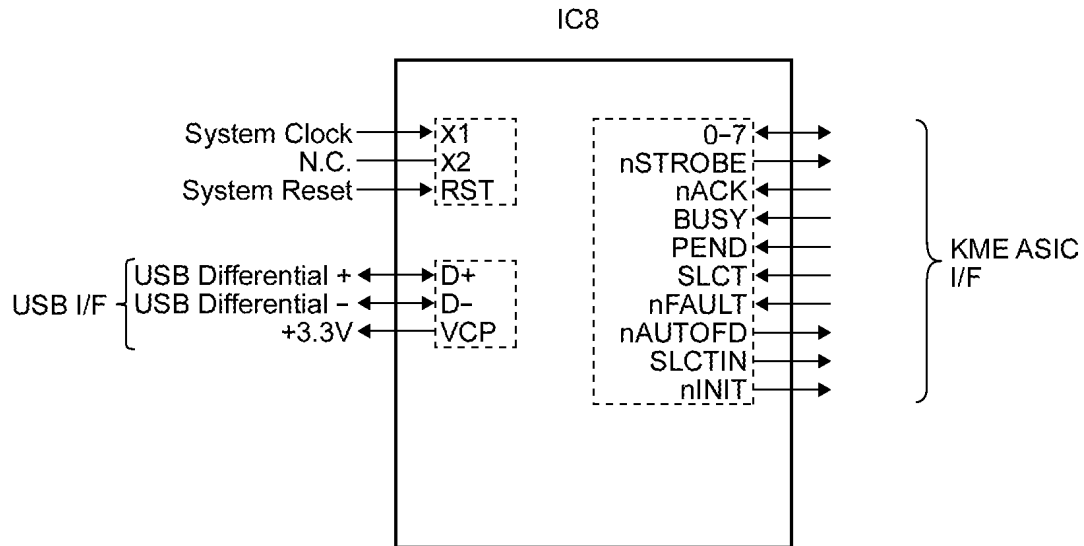 IC8
System Clock X1
N.C. X2
System Reset RST
USB I/F
USB Differential + D+
USB Differential – D–
+3.3V VCP
0–7
nSTROBE
nACK
BUSY
PEND
SLCT
nFAULT
nAUTOFD
SLCTIN
nINIT
KME ASIC
I/F